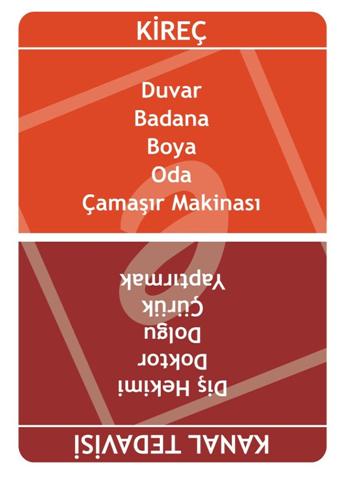 KİREÇ
Duvar
Badana
Boya
Oda
Çamaşır Makinası
KANAL TEDAVİSİ
Diş Hekimi
Doktor
Dolgu
Çürük
Yaptırmak